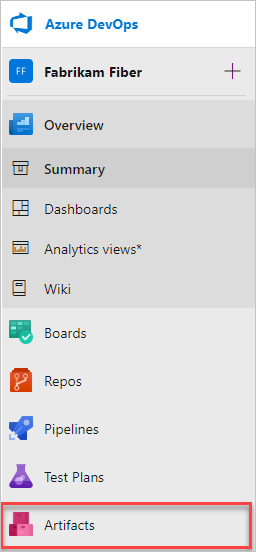 Azure DevOps
FF Fabrikam Fiber
Overview
Summary
Dashboards
Analytics views*
Wiki
Boards
Repos
Pipelines
Test Plans
Artifacts